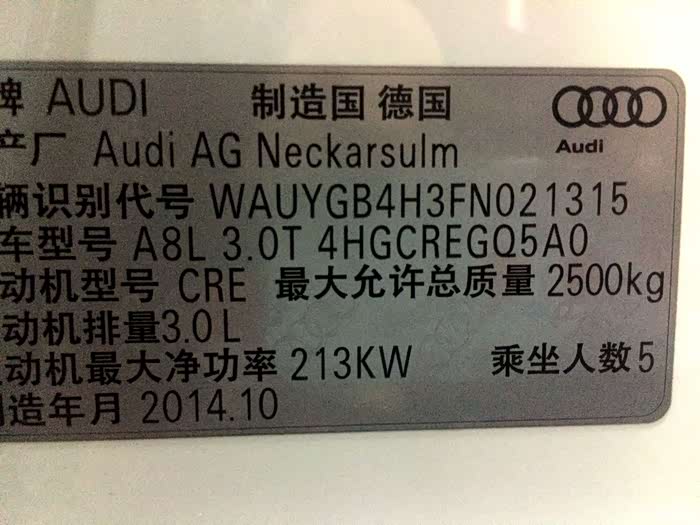 牌 AUDI 制造国 德国
Audi
产厂 Audi AG Neckarsulm
辆识别代号 WAUYGB4H3FN021315
车型号 A8L 3.0T 4HGCREGQ5A0
动机型号 CRE 最大允许总质量 2500kg
动机排量3.0L
动机最大净功率 213KW 乘坐人数5
制造年月 2014.10